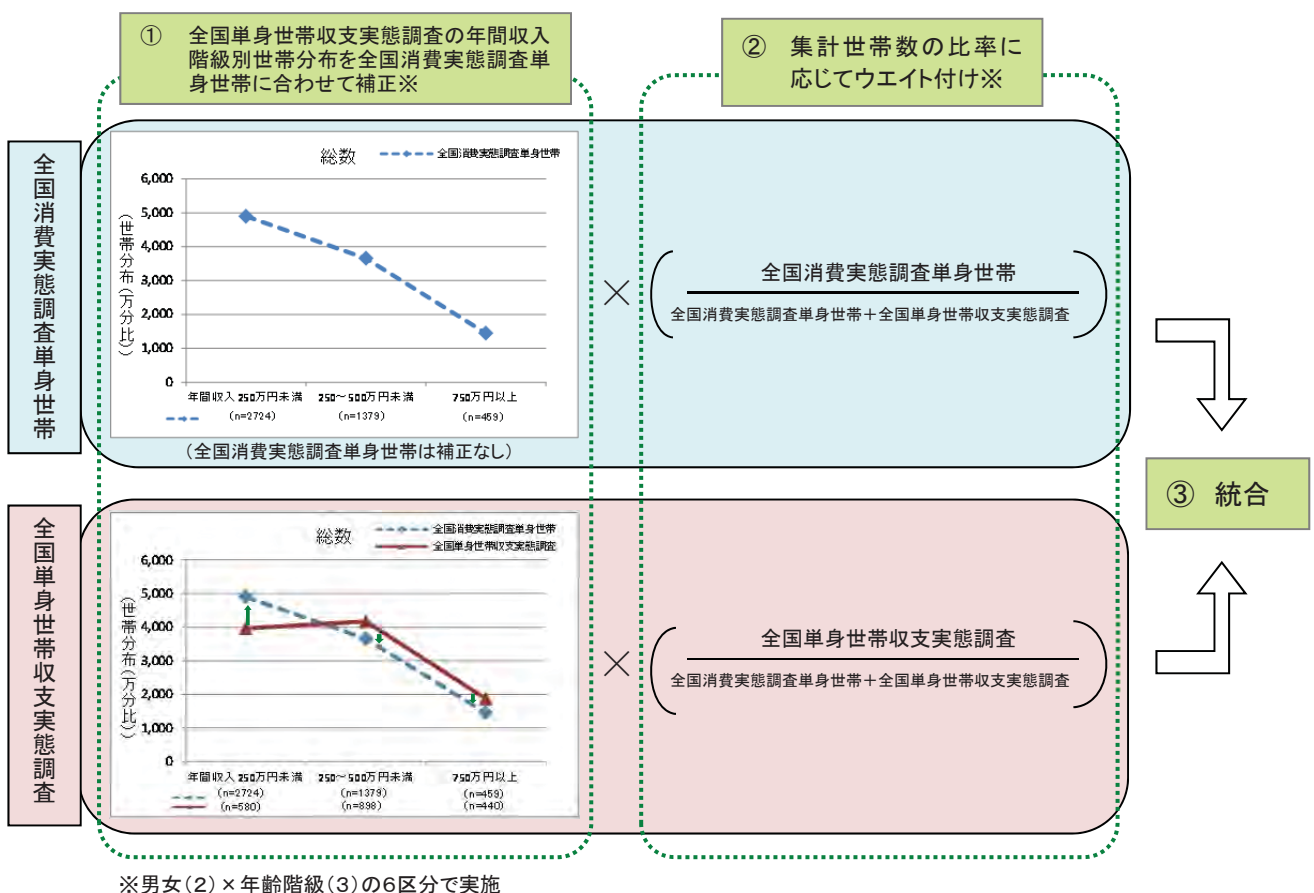 ① 全国単身世帯収支実態調査の年間収入
階級別世帯分布を全国消費実態調査単
身世帯に合わせて補正※
② 集計世帯数の比率に
応じてウエイト付け※
全国消費実態調査単身世帯
総数
全国消費実態調査単身世帯
(世帯分布(万分比))
6,000
5,000
4,000
3,000
2,000
1,000
0
年間収入250万円未満 250～500万円未満 750万円以上
(n=2724) (n=1379) (n=459)
(全国消費実態調査単身世帯は補正なし)
×
全国消費実態調査単身世帯
全国消費実態調査単身世帯＋全国単身世帯収支実態調査
③ 統合
全国単身世帯収支実態調査
総数
全国消費実態調査単身世帯
全国単身世帯収支実態調査
(世帯分布(万分比))
6,000
5,000
4,000
3,000
2,000
1,000
0
年間収入250万円未満 250～500万円未満 750万円以上
(n=2724) (n=1379) (n=459)
(n=580) (n=898) (n=440)
×
全国単身世帯収支実態調査
全国消費実態調査単身世帯＋全国単身世帯収支実態調査
※男女(2)×年齢階級(3)の6区分で実施